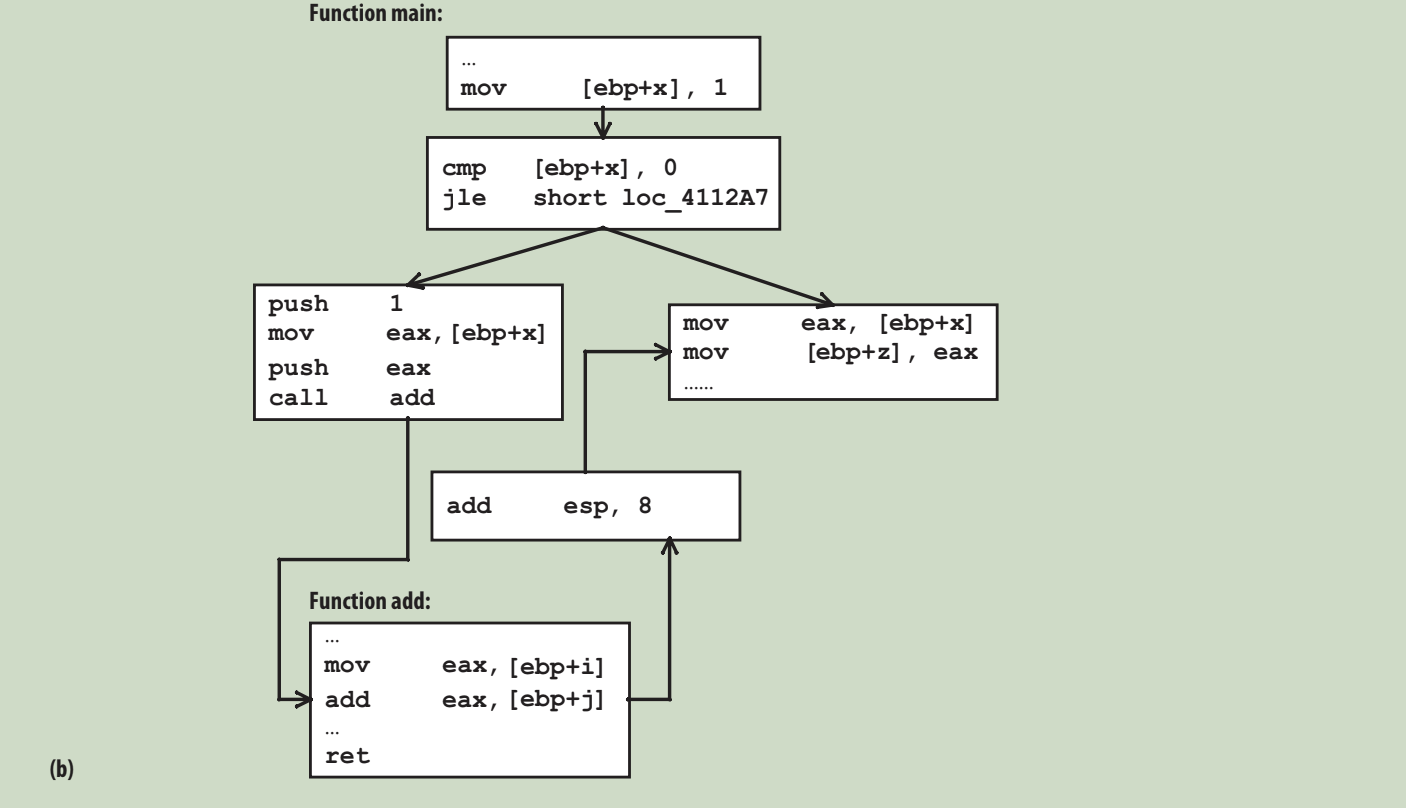 Function main:
…
mov [ebp+x], 1
cmp [ebp+x], 0
jle short loc_4112A7
push 1
mov eax,[ebp+x]
push eax
call add
mov eax, [ebp+x]
mov [ebp+z], eax
……
add esp, 8
Function add:
…
mov eax,[ebp+i]
add eax,[ebp+j]
…
ret
(b)